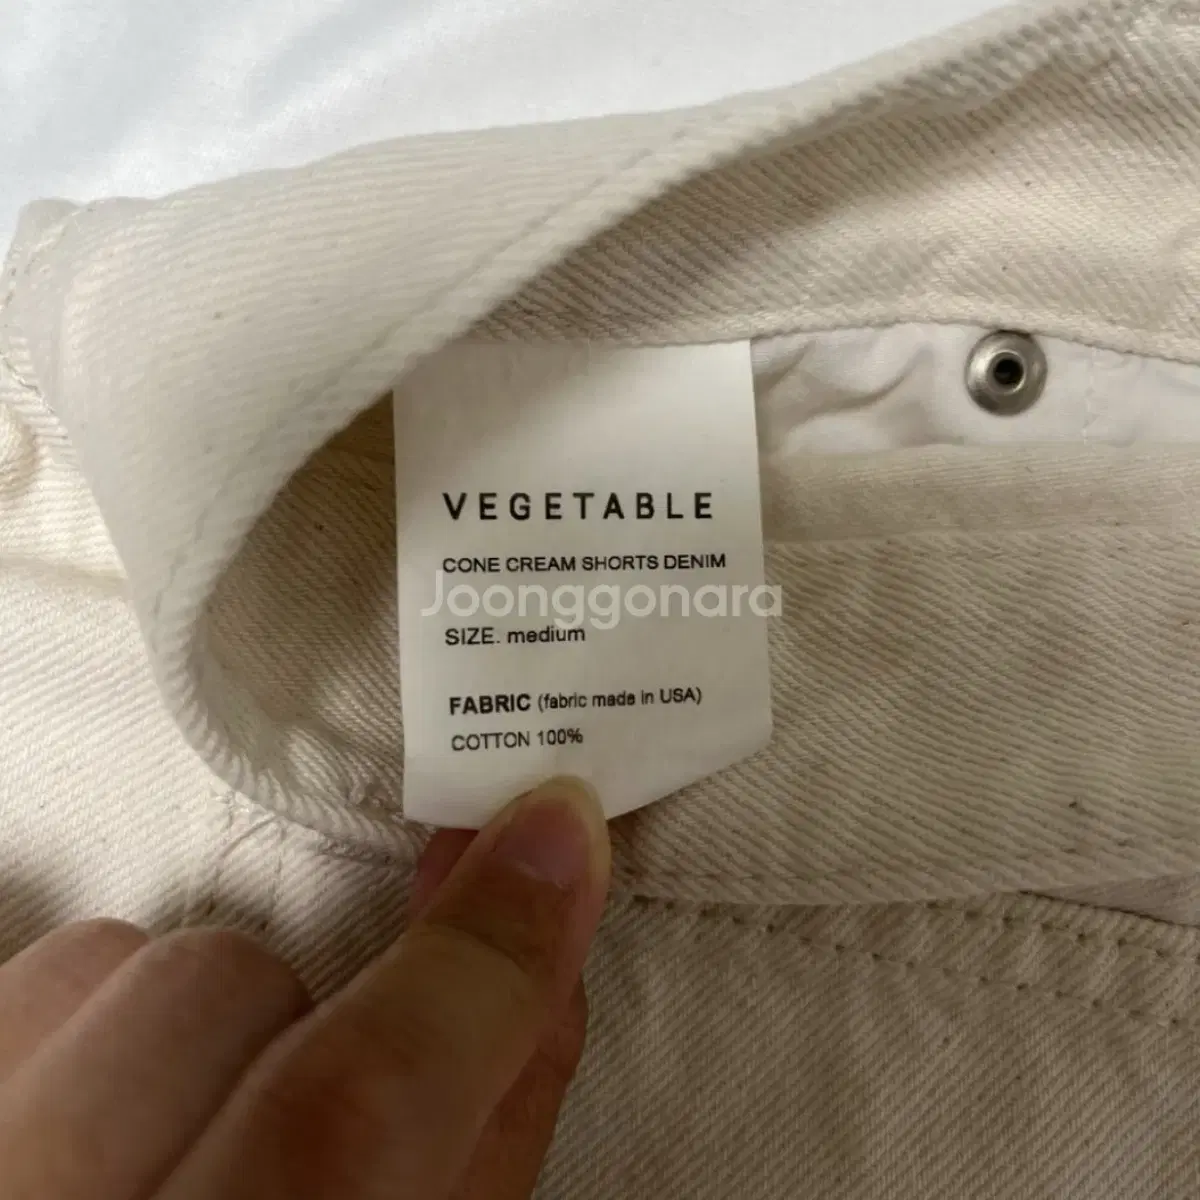 VEGETABLE
CONE CREAM SHORTS DENIM
Joonggonara
SIZE. medium
FABRIC (fabric made in USA)
COTTON 100%